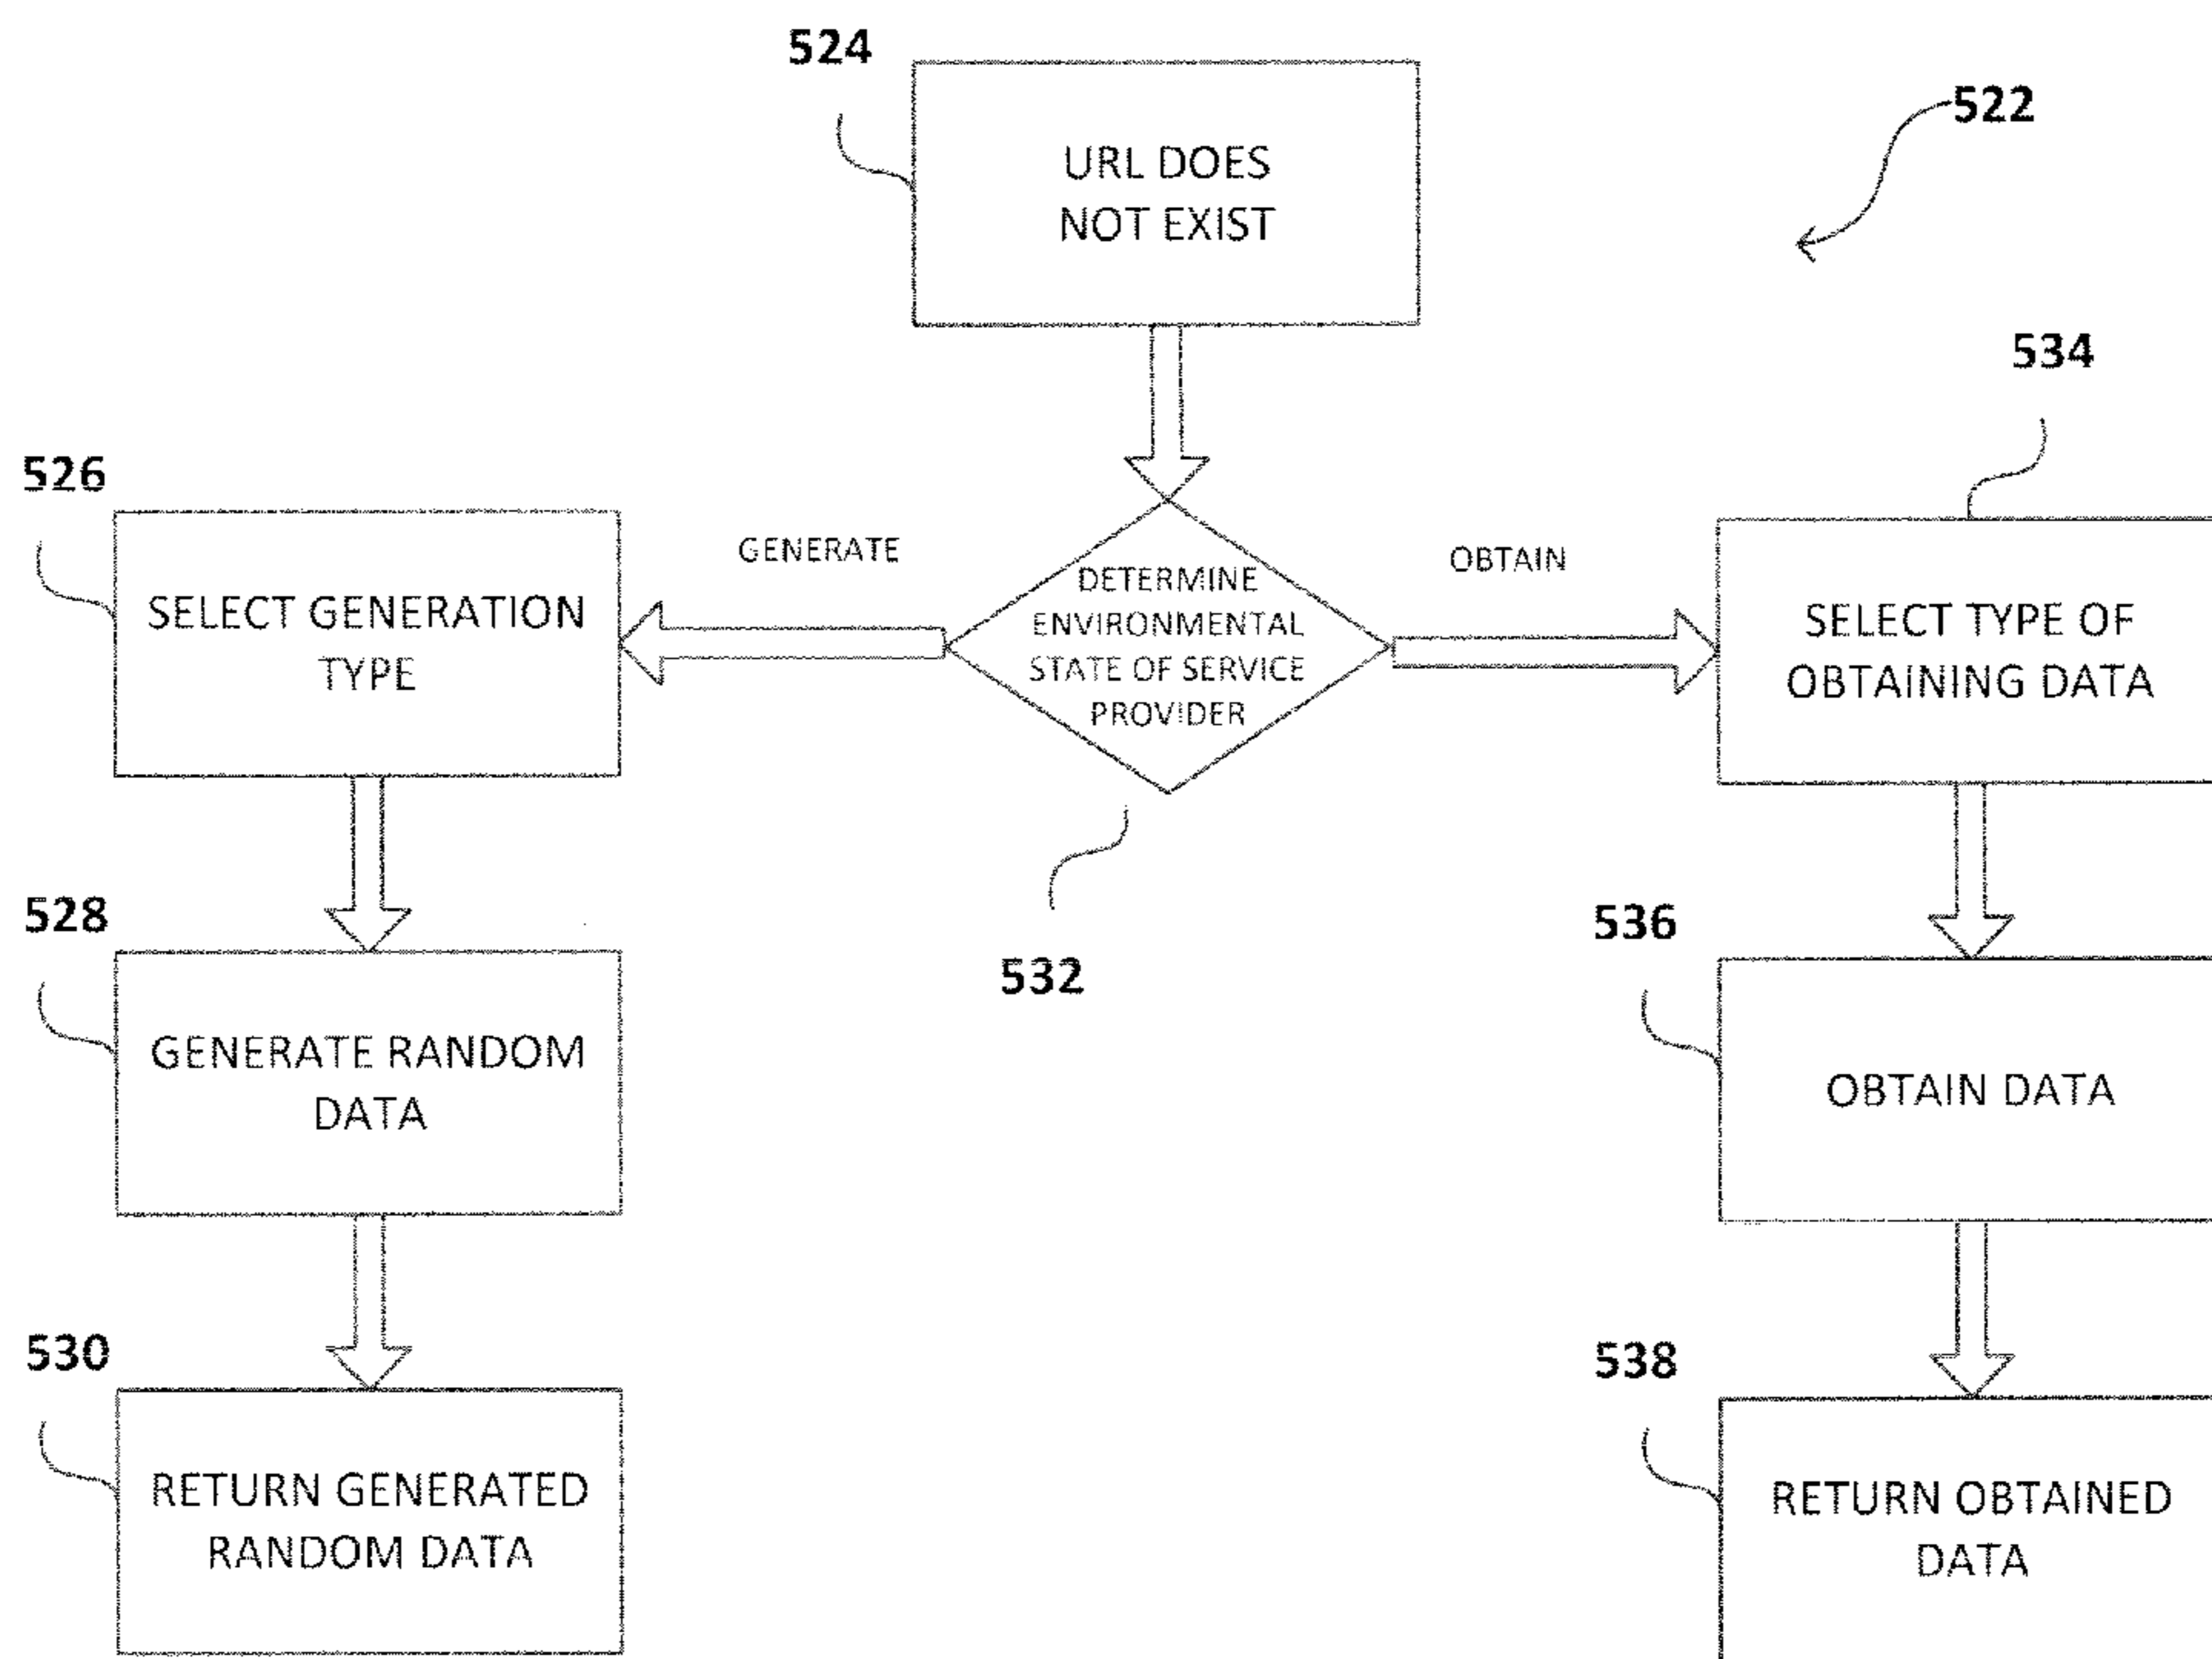 524
URL DOES
NOT EXIST
522
534
526
GENERATE
OBTAIN
DETERMINE
ENVIRONMENTAL
STATE OF SERVICE
PROVIDER
SELECT GENERATION
TYPE
SELECT TYPE OF
OBTAINING DATA
528
536
532
GENERATE RANDOM
DATA
OBTAIN DATA
530
538
RETURN GENERATED
RANDOM DATA
RETURN OBTAINED
DATA